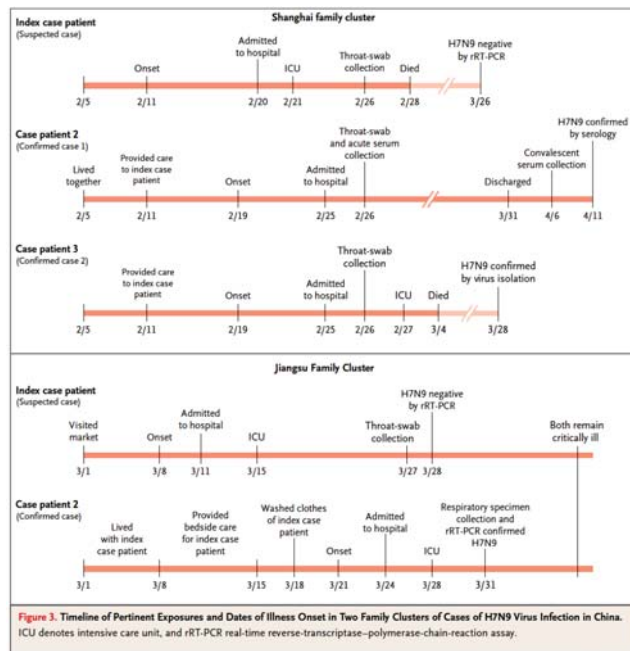 Shanghai family cluster
Index case patient
(Suspected case)
Onset
Admitted
to hospital
ICU
Throat-swab
collection
Died
H7N9 negative
by rRT-PCR
2/5 2/11 2/20 2/21 2/26 2/28 3/26
Case patient 2
(Confirmed case 1)
Lived
together
Provided care
to index case
patient
Onset
Admitted
to hospital
Throat-swab
and acute serum
collection
Discharged
Convalescent
serum collection
H7N9 confirmed
by serology
2/5 2/11 2/19 2/25 2/26 3/31 4/6 4/11
Case patient 3
(Confirmed case 2)
Provided care
to index case
patient
Onset
Admitted
to hospital
Throat-swab
collection
ICU
Died
H7N9 confirmed
by virus isolation
2/5 2/11 2/19 2/25 2/26 2/27 3/4 3/28
Jiangsu Family Cluster
Index case patient
(Suspected case)
Visited
market
Onset
Admitted
to hospital
ICU
Throat-swab
collection
H7N9 negative
by rRT-PCR
Both remain
critically ill
3/1 3/8 3/11 3/15 3/27 3/28
Case patient 2
(Confirmed case)
Lived
with index
case patient
Provided
bedside care
for index case
patient
Washed clothes
of index case
patient
Onset
Admitted
to hospital
ICU
Respiratory specimen
collection and
rRT-PCR confirmed
H7N9
3/1 3/8 3/15 3/18 3/21 3/24 3/28 3/31
Figure 3. Timeline of Pertinent Exposures and Dates of Illness Onset in Two Family Clusters of Cases of H7N9 Virus Infection in China.
ICU denotes intensive care unit, and rRT-PCR real-time reverse-transcriptase–polymerase-chain-reaction assay.